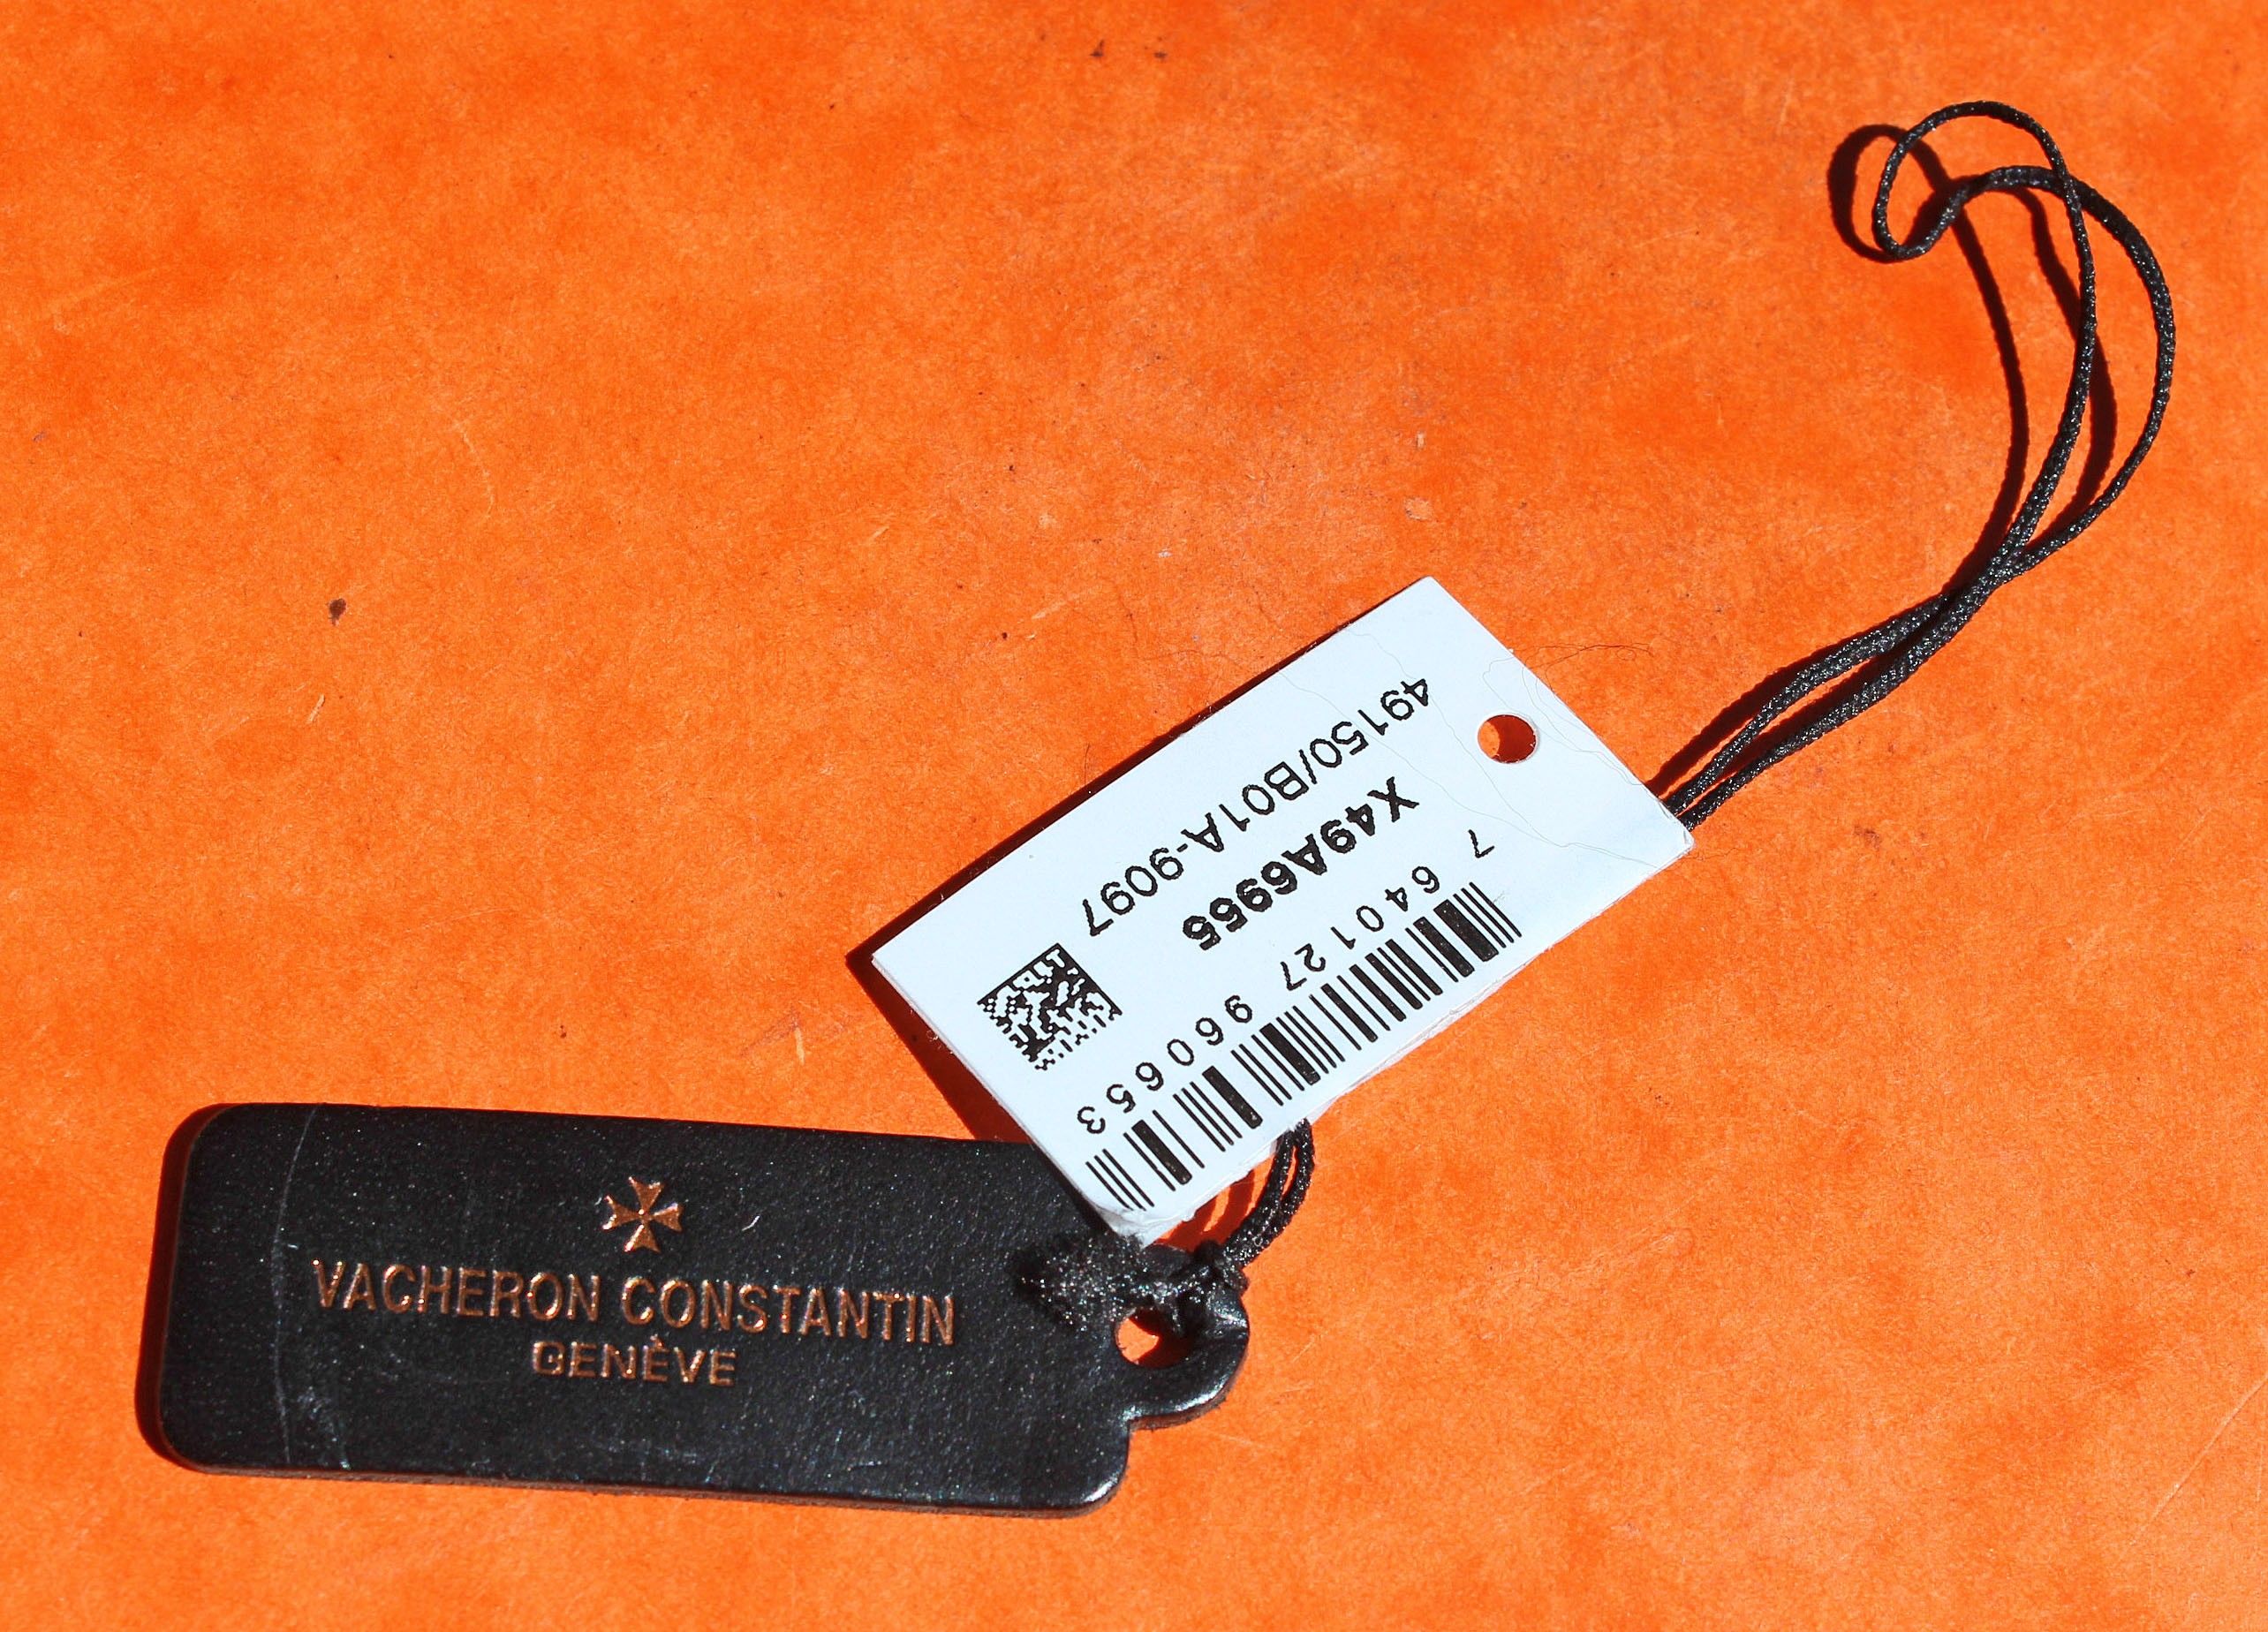 49150/B01A-9097
X49A6955
7 640127 960653
VACHERON CONSTANTIN
GENÈVE